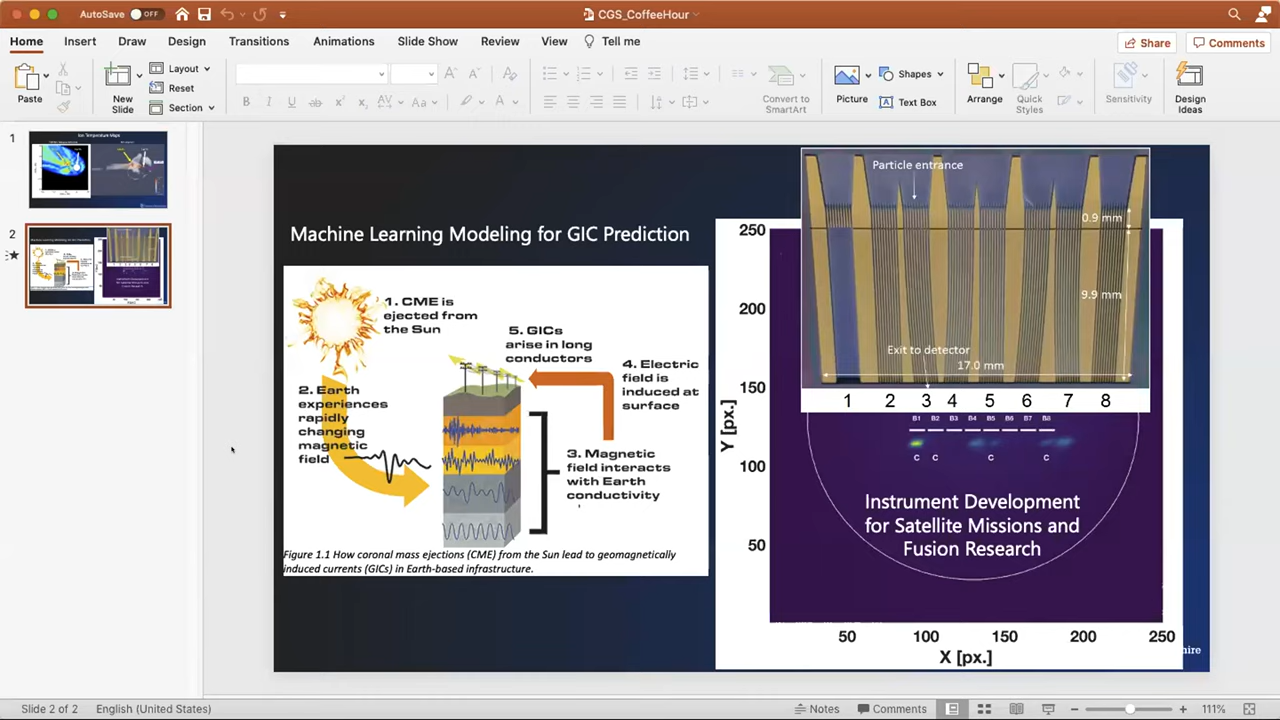 AutoSave OFF
CGS_CoffeeHour
Home Insert Draw Design Transitions Animations Slide Show Review View Tell me
Share Comments
Paste
New
Slide
Layout
Reset
Section
Convert to
SmartArt
Picture
Shapes
Text Box
Arrange
Quick
Styles
Sensitivity
Design
Ideas
1
Ion Temperature Maps
2
Machine Learning Modeling for GIC Prediction
1. CME is
ejected from
the Sun
2. Earth
experiences
rapidly
changing
magnetic
field
5. GICs
arise in long
conductors
4. Electric
field is
induced at
surface
3. Magnetic
field interacts
with Earth
conductivity
Figure 1.1 How coronal mass ejections (CME) from the Sun lead to geomagnetically
induced currents (GICs) in Earth-based infrastructure.
Particle entrance
0.9 mm
9.9 mm
Exit to detector
17.0 mm
1 2 3 4 5 6 7 8
B1 B2 B3 B4 B5 B6 B7 B8
C C C C
Instrument Development
for Satellite Missions and
Fusion Research
250
200
150
100
50
Y [px.]
50 100 150 200 250
X [px.]
hire
Slide 2 of 2 English (United States)
Notes Comments 111%